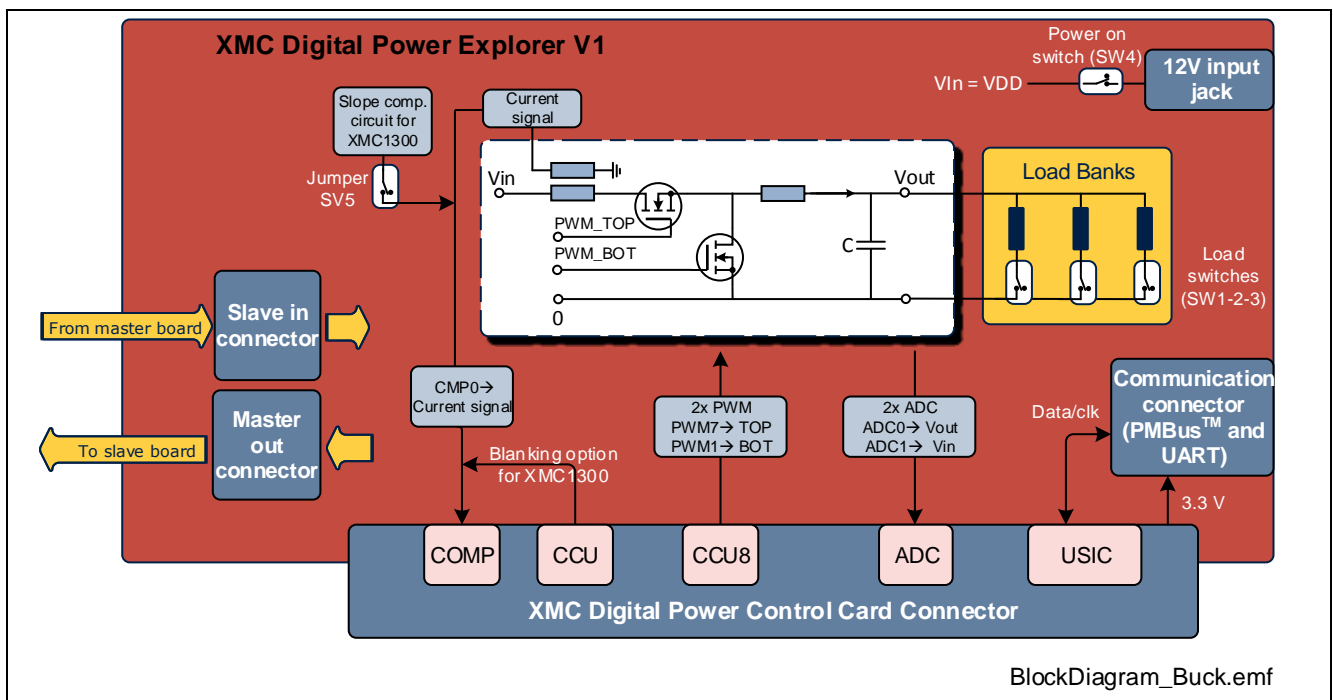 XMC Digital Power Explorer V1
Power on
switch (SW4)
VIn = VDD
12V input
jack
Slope comp.
circuit for
XMC1300
Current
signal
Jumper
SV5
Vin
PWM_TOP
PWM_BOT
0
C
Vout
Load Banks
Load
switches
(SW1-2-3)
From master board
Slave in
connector
To slave board
Master
out
connector
CMP0→
Current signal
Blanking option
for XMC1300
2x PWM
PWM7→ TOP
PWM1→ BOT
2x ADC
ADC0→ Vout
ADC1→ Vin
Data/clk
Communication
connector
(PMBus™ and
UART)
3.3 V
COMP
CCU
CCU8
ADC
USIC
XMC Digital Power Control Card Connector
BlockDiagram_Buck.emf